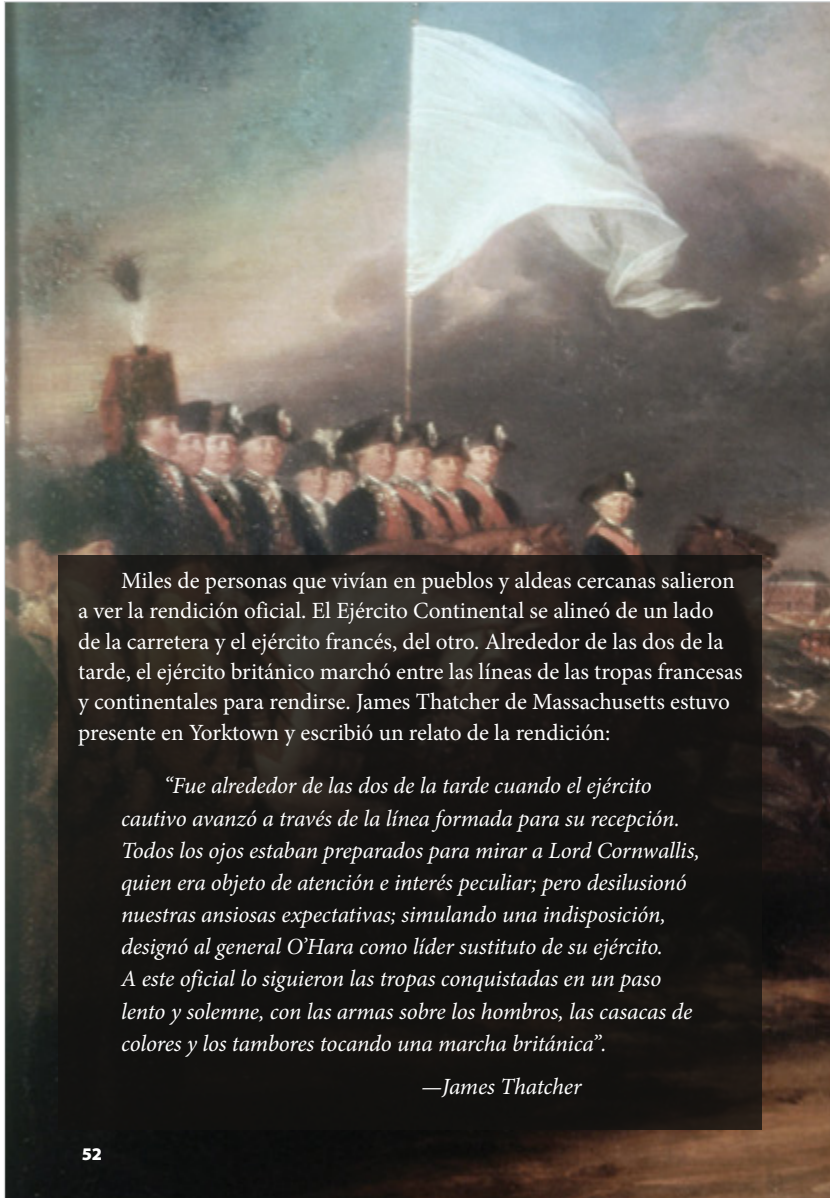 Miles de personas que vivían en pueblos y aldeas cercanas salieron
a ver la rendición oficial. El Ejército Continental se alineó de un lado
de la carretera y el ejército francés, del otro. Alrededor de las dos de la
tarde, el ejército británico marchó entre las líneas de las tropas francesas
y continentales para rendirse. James Thatcher de Massachusetts estuvo
presente en Yorktown y escribió un relato de la rendición:
“Fue alrededor de las dos de la tarde cuando el ejército
cautivo avanzó a través de la línea formada para su recepción.
Todos los ojos estaban preparados para mirar a Lord Cornwallis,
quien era objeto de atención e interés peculiar; pero desilusionó
nuestras ansiosas expectativas; simulando una indisposición,
designó al general O’Hara como líder sustituto de su ejército.
A este oficial lo siguieron las tropas conquistadas en un paso
lento y solemne, con las armas sobre los hombros, las casacas de
colores y los tambores tocando una marcha británica”.
—James Thatcher
52